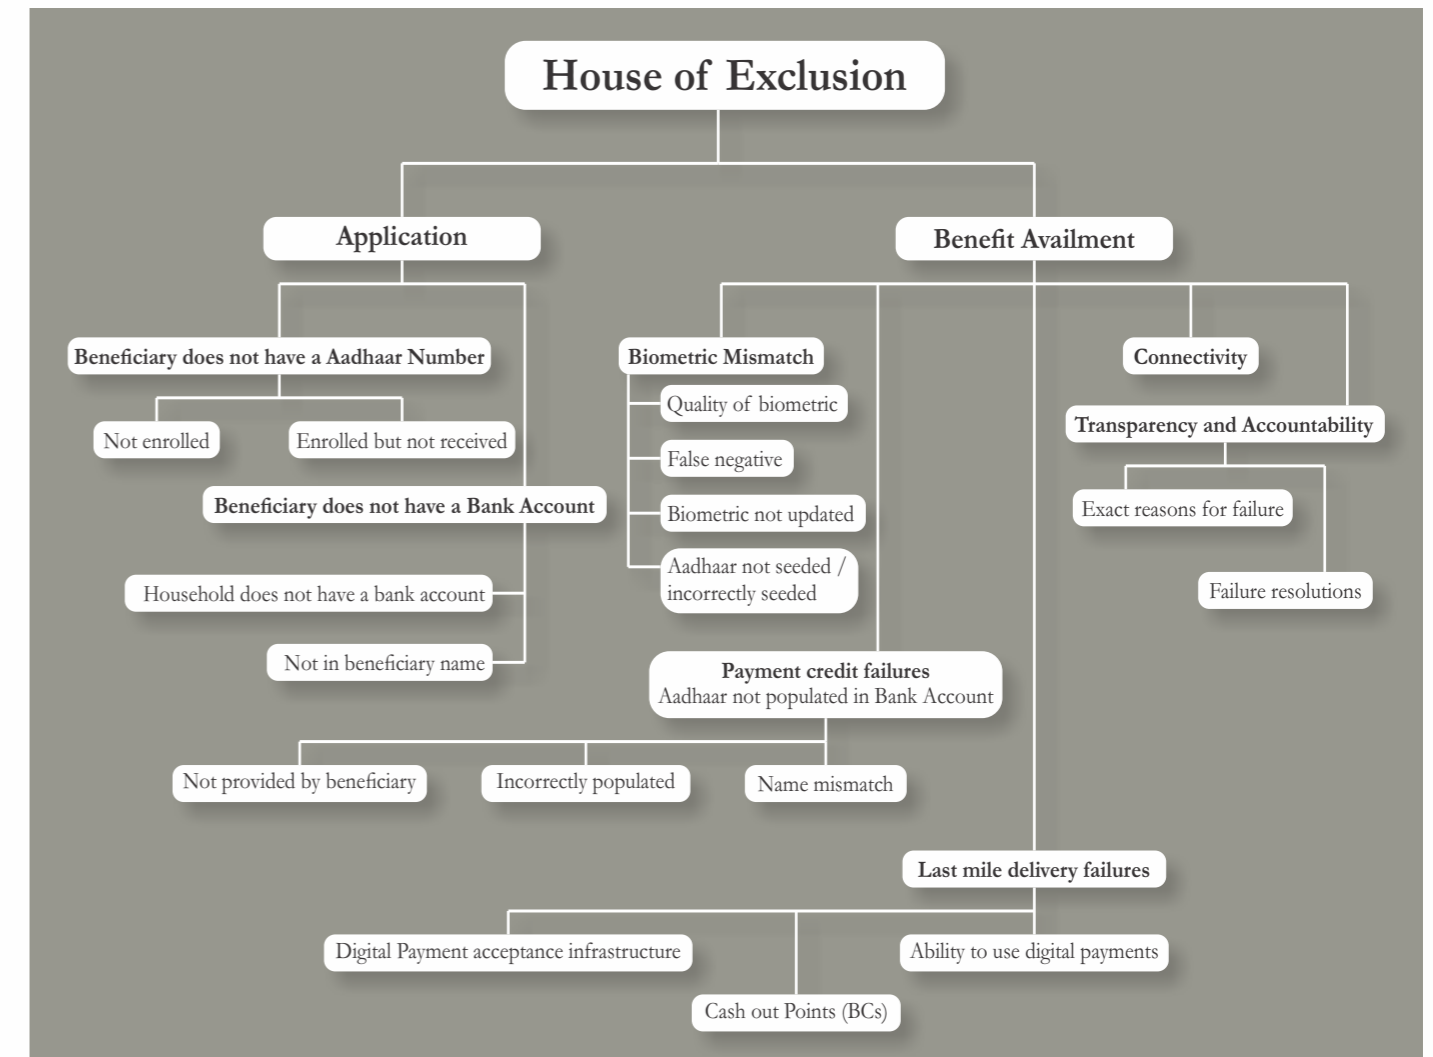 House of Exclusion
Application
Benefit Availment
Beneficiary does not have a Aadhaar Number
Not enrolled
Enrolled but not received
Beneficiary does not have a Bank Account
Household does not have a bank account
Not in beneficiary name
Biometric Mismatch
Quality of biometric
False negative
Biometric not updated
Aadhaar not seeded /
incorrectly seeded
Connectivity
Transparency and Accountability
Exact reasons for failure
Failure resolutions
Payment credit failures
Aadhaar not populated in Bank Account
Not provided by beneficiary
Incorrectly populated
Name mismatch
Last mile delivery failures
Digital Payment acceptance infrastructure
Cash out Points (BCs)
Ability to use digital payments